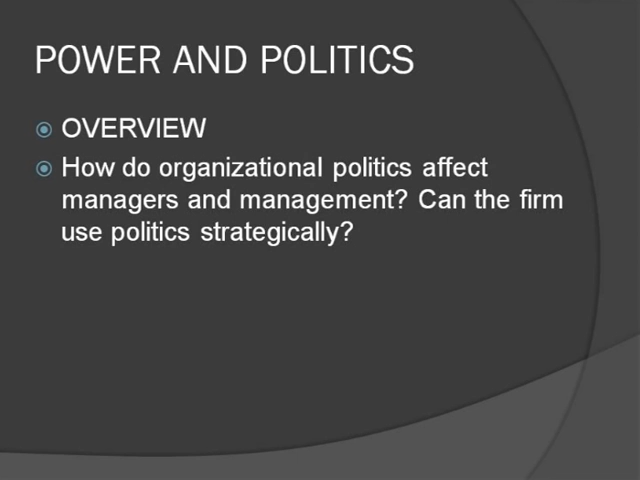 POWER AND POLITICS
OVERVIEW
How do organizational politics affect
managers and management? Can the firm
use politics strategically?